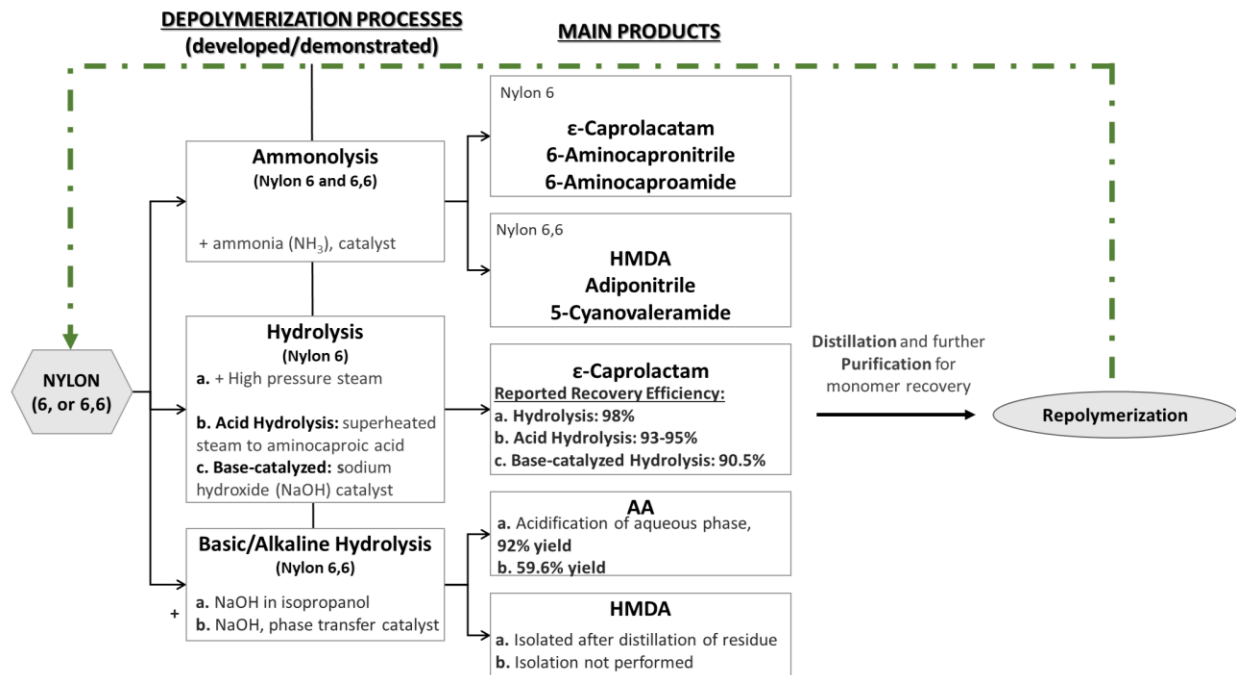 DEPOLYMERIZATION PROCESSES
(developed/demonstrated)
MAIN PRODUCTS
NYLON
(6, or 6,6)
Ammonolysis
(Nylon 6 and 6,6)
+ ammonia (NH₃), catalyst
Nylon 6
ε-Caprolacatam
6-Aminocapronitrile
6-Aminocaproamide
Nylon 6,6
HMDA
Adiponitrile
5-Cyanovaleramide
Hydrolysis
(Nylon 6)
a. + High pressure steam
b. Acid Hydrolysis: superheated
steam to aminocaproic acid
c. Base-catalyzed: sodium
hydroxide (NaOH) catalyst
ε-Caprolactam
Reported Recovery Efficiency:
a. Hydrolysis: 98%
b. Acid Hydrolysis: 93-95%
c. Base-catalyzed Hydrolysis: 90.5%
Basic/Alkaline Hydrolysis
(Nylon 6,6)
+
a. NaOH in isopropanol
b. NaOH, phase transfer catalyst
AA
a. Acidification of aqueous phase,
92% yield
b. 59.6% yield
HMDA
a. Isolated after distillation of residue
b. Isolation not performed
Distillation and further
Purification for
monomer recovery
Repolymerization